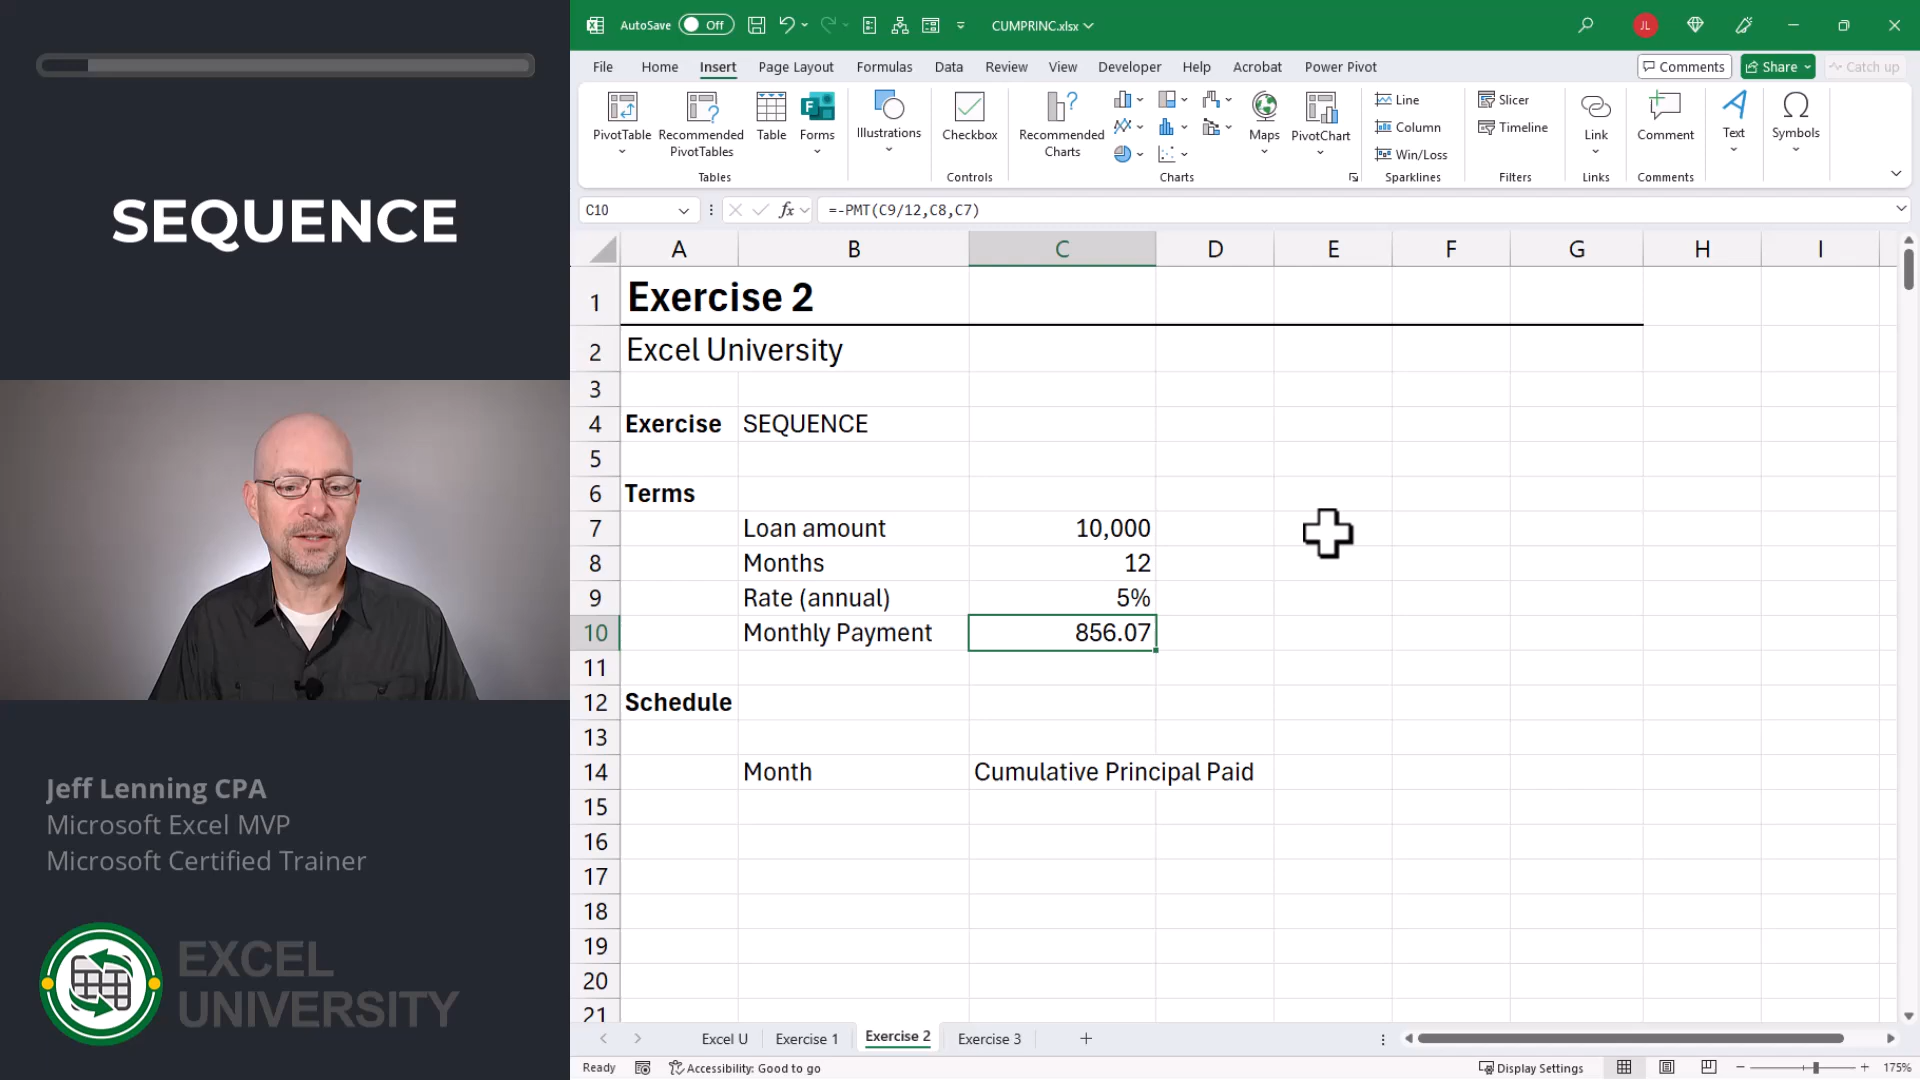 SEQUENCE
Jeff Lenning CPA
Microsoft Excel MVP
Microsoft Certified Trainer
EXCEL
UNIVERSITY
AutoSave Off CUMPRINC.xlsx JL
File Home Insert Page Layout Formulas Data Review View Developer Help Acrobat Power Pivot Comments Share Catch up
PivotTable Recommended PivotTables Table Forms
Tables
Illustrations
Checkbox
Controls
Recommended Charts Maps PivotChart
Charts
Line
Column
Win/Loss
Sparklines
Slicer
Timeline
Filters
Link
Links
Comment
Comments
Text
Symbols
C10 fx =-PMT(C9/12,C8,C7)
A B C D E F G H I
1 Exercise 2
2 Excel University
3
4 Exercise SEQUENCE
5
6 Terms
7 Loan amount 10,000
8 Months 12
9 Rate (annual) 5%
10 Monthly Payment 856.07
11
12 Schedule
13
14 Month Cumulative Principal Paid
15
16
17
18
19
20
21
Excel U Exercise 1 Exercise 2 Exercise 3
Ready Accessibility: Good to go Display Settings 175%